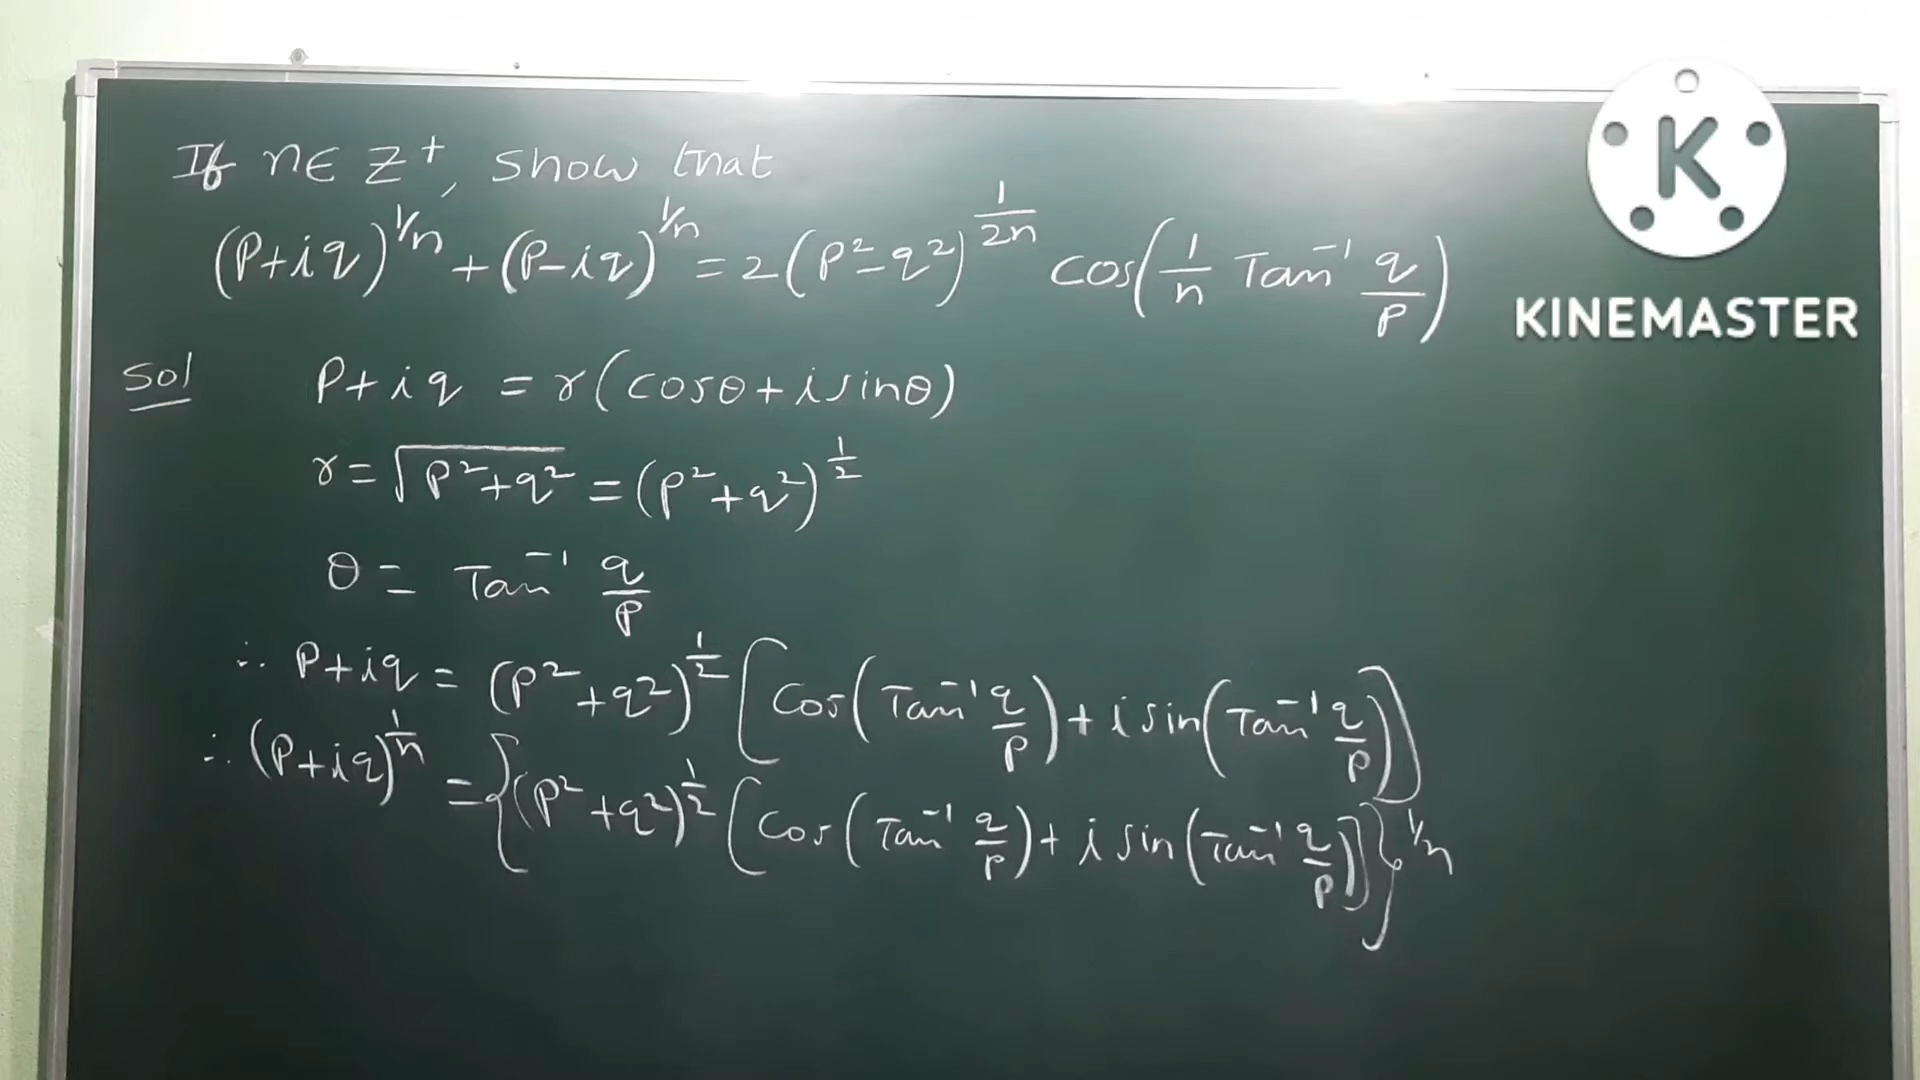 If n∈ Z⁺, show that
(P+iq)^1/n + (P-iq)^1/n = 2(P²-q²)^1/2n cos(1/n Tan⁻¹ q/P)
Sol P+iq = r(cosθ+isinθ)
r = √P²+q² = (P²+q²)^1/2
θ = Tan⁻¹ q/P
∴ P+iq = (P²+q²)^1/2 [Cos(Tan⁻¹ q/P) + i sin(Tan⁻¹ q/P)]
∴ (P+iq)^1/n = {(P²+q²)^1/2 [Cos(Tan⁻¹ q/P) + i sin(Tan⁻¹ q/P)]}^1/n
K
KINEMASTER